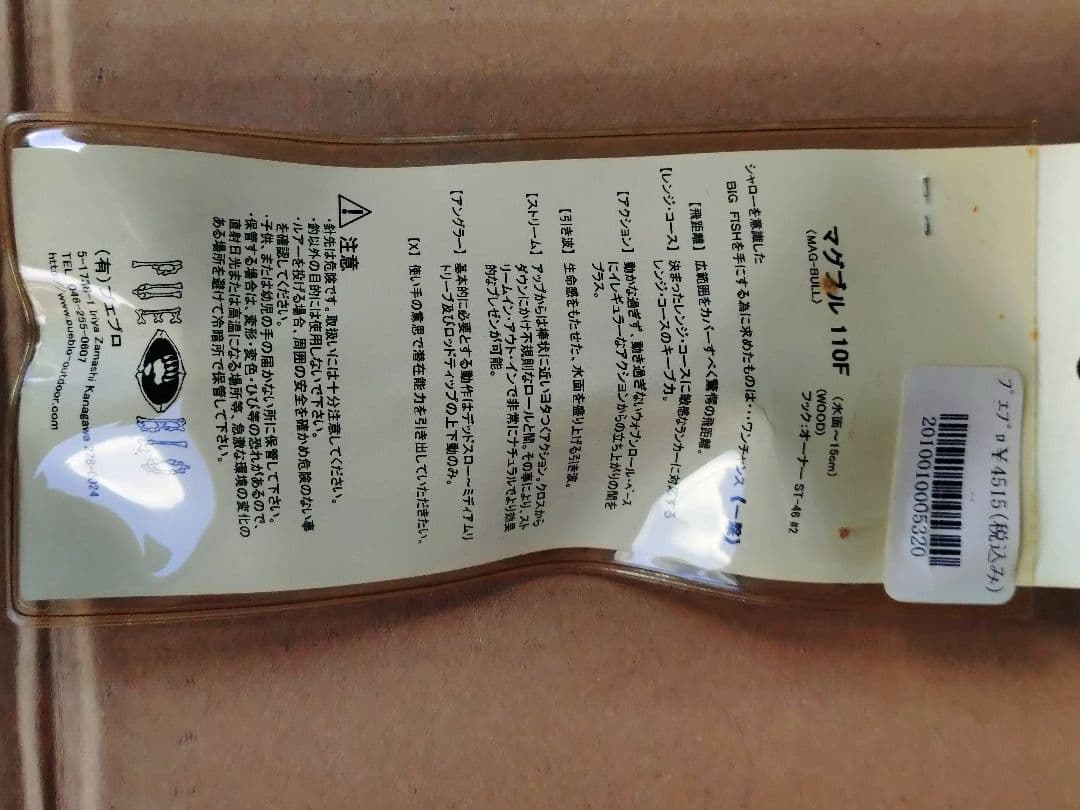 プエブロ¥4515(税込み)
2010010005320
マグブル 110F (水面~15cm)
(MAG-BULL) (WOOD)
フック:オーナー ST-46 #2
シャローを意識した
BIG FISHを手にする為に求めたものは・・・ワンチャンス《一撃》
【飛距離】 広範囲をカバーすべく驚愕の飛距離。
【レンジ・コース】 決まったレンジ・コースに敏感なランカーに対応する
レンジ・コースのキープ力。
【アクション】 動かな過ぎず、動き過ぎないウォブンロール・ベース
にイレギュラーなアクションからの立ち上がりの間を
プラス。
【引き波】 生命感をもたせた、水面を盛り上げる引き波。
【ストリーム】 アップからは棒状に近いヨタつくアクション。クロスから
ダウンにかけ不規則なロールと間。その事により、スト
リームイン・アウト・インで非常にナチュラルでより効果
的なプレゼンが可能。
【アングラー】 基本的に必要とする動作はデッドスロー~ミディアムリ
トリーブ及びロッドティップの上下動のみ。
【X】 使い手の意思で潜在能力を引き出していただきたい。
注意
・針先は危険です。取扱いには十分注意してください。
・釣以外の目的には使用しないで下さい。
・ルアーを投げる場合、周囲の安全を確かめ危険のない事
を確認してください。
・子供、または幼児の手の届かない所に保管して下さい。
・保管する場合は、変形・変色・ひび等の恐れがあるので、
直射日光または高温になる場所等、急激な環境の変化の
ある場所を避けて冷暗所で保管して下さい。
(有)プエブロ
5-1726-1 Iriya Zamashi Kanagawa 228-0024
TEL 046-255-0607
http://www.pueblo-outdoor.com